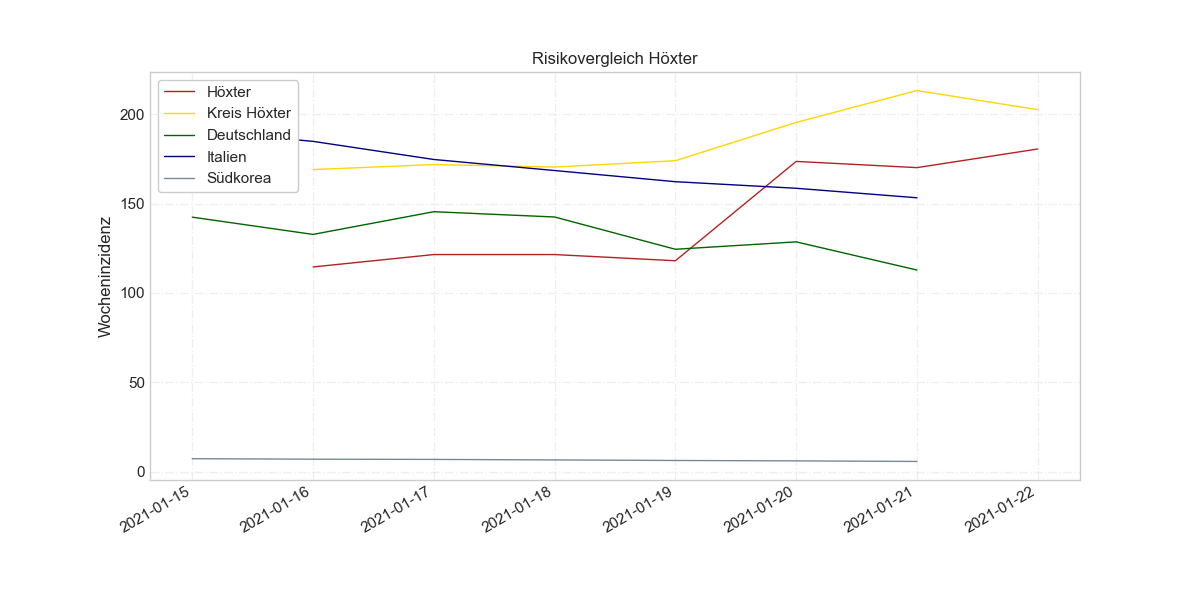 Risikovergleich Höxter
Höxter
Kreis Höxter
Deutschland
Italien
Südkorea
Wocheninzidenz
200
150
100
50
0
2021-01-15
2021-01-16
2021-01-17
2021-01-18
2021-01-19
2021-01-20
2021-01-21
2021-01-22